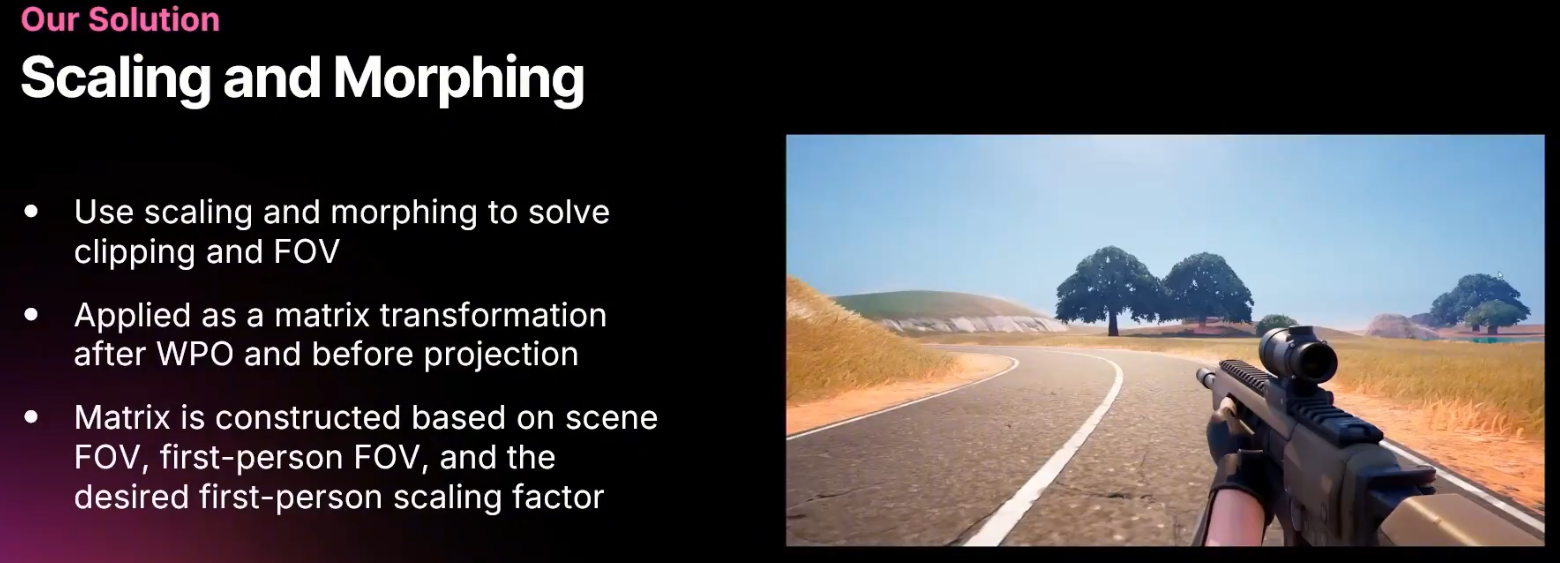 Our Solution
Scaling and Morphing
• Use scaling and morphing to solve
clipping and FOV
• Applied as a matrix transformation
after WPO and before projection
• Matrix is constructed based on scene
FOV, first-person FOV, and the
desired first-person scaling factor